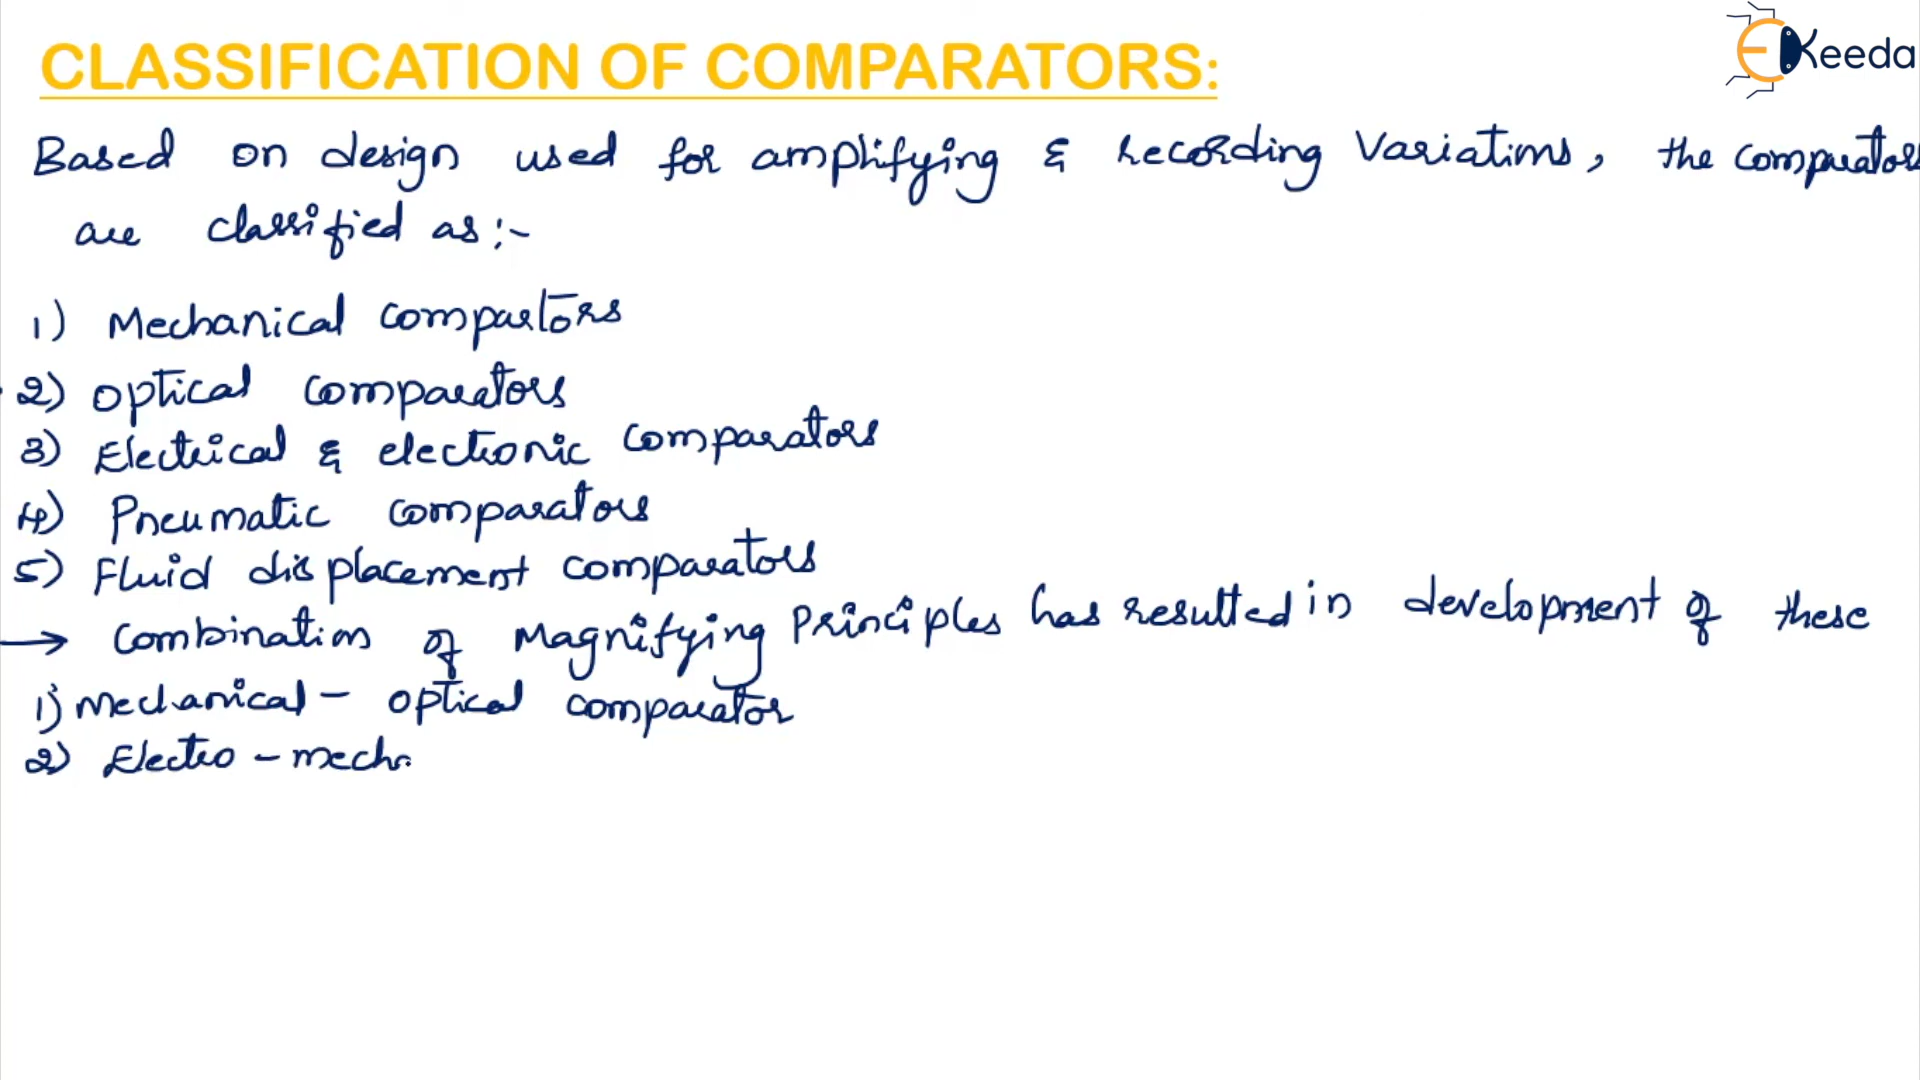 CLASSIFICATION OF COMPARATORS:
EKeeda
Based on design used for amplifying & recording variations, the comparators
are classified as :-
1) Mechanical compartors
2) Optical comparators
3) Electrical & electronic comparators
4) Pneumatic comparators
5) Fluid displacement comparators
→ Combination of Magnifying Principles has resulted in development of these
1) Mechanical - optical comparator
2) Electro - mecha